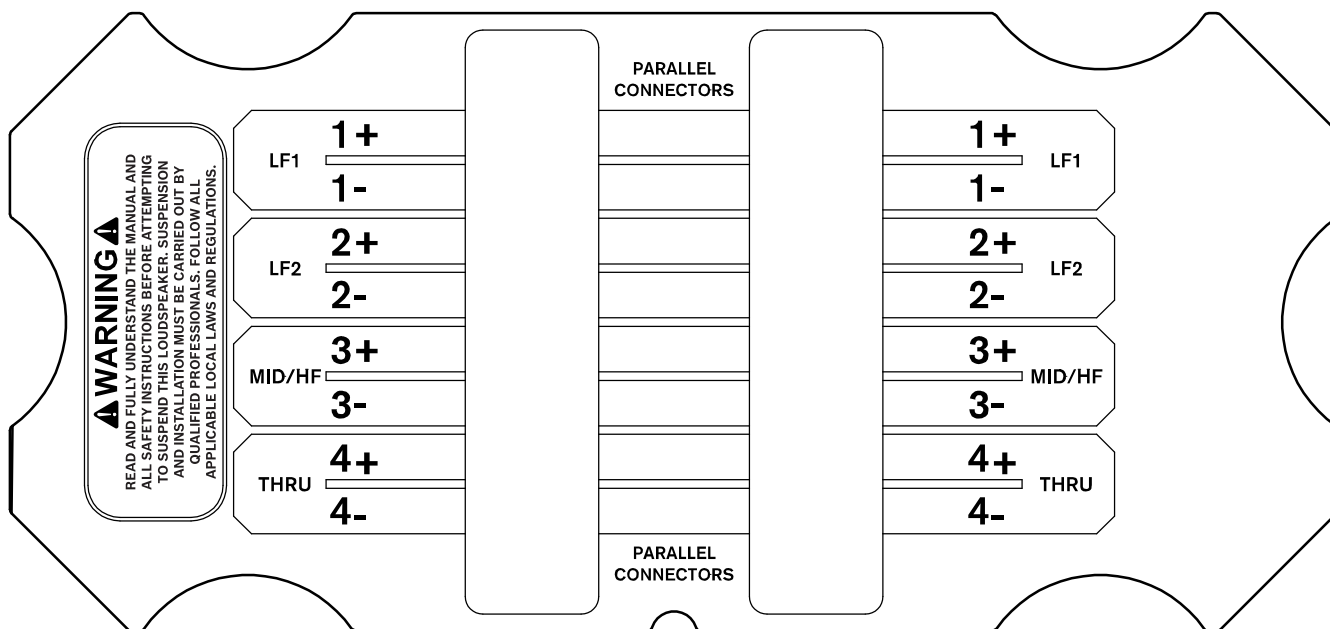 PARALLEL
CONNECTORS
⚠WARNING⚠
READ AND FULLY UNDERSTAND THE MANUAL AND
ALL SAFETY INSTRUCTIONS BEFORE ATTEMPTING
TO SUSPEND THIS LOUDSPEAKER. SUSPENSION
AND INSTALLATION MUST BE CARRIED OUT BY
QUALIFIED PROFESSIONALS. FOLLOW ALL
APPLICABLE LOCAL LAWS AND REGULATIONS.
1+ 1+
LF1 LF1
1- 1-
2+ 2+
LF2 LF2
2- 2-
3+ 3+
MID/HF MID/HF
3- 3-
4+ 4+
THRU THRU
4- 4-
PARALLEL
CONNECTORS